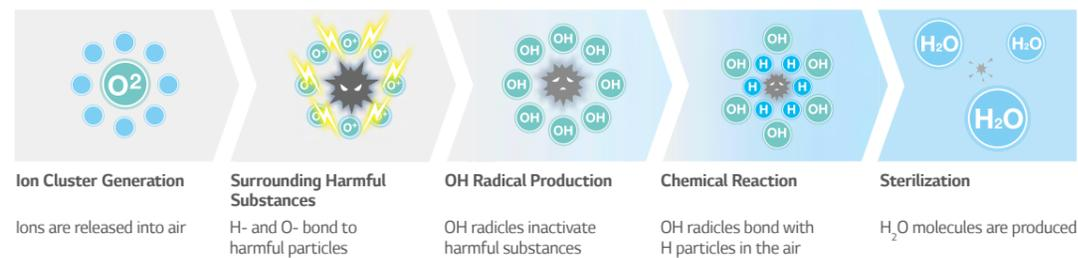 O²
O⁺
O⁺
O⁺
O⁺
O⁺
O⁺
O⁺
O⁺
OH
OH
OH
OH
OH
OH
OH
OH
OH
OH
H
H
OH
H
H
OH
H
H
OH
OH
H₂O
H₂O
H₂O
Ion Cluster Generation
Ions are released into air
Surrounding Harmful
Substances
H- and O- bond to
harmful particles
OH Radical Production
OH radicles inactivate
harmful substances
Chemical Reaction
OH radicles bond with
H particles in the air
Sterilization
H₂O molecules are produced